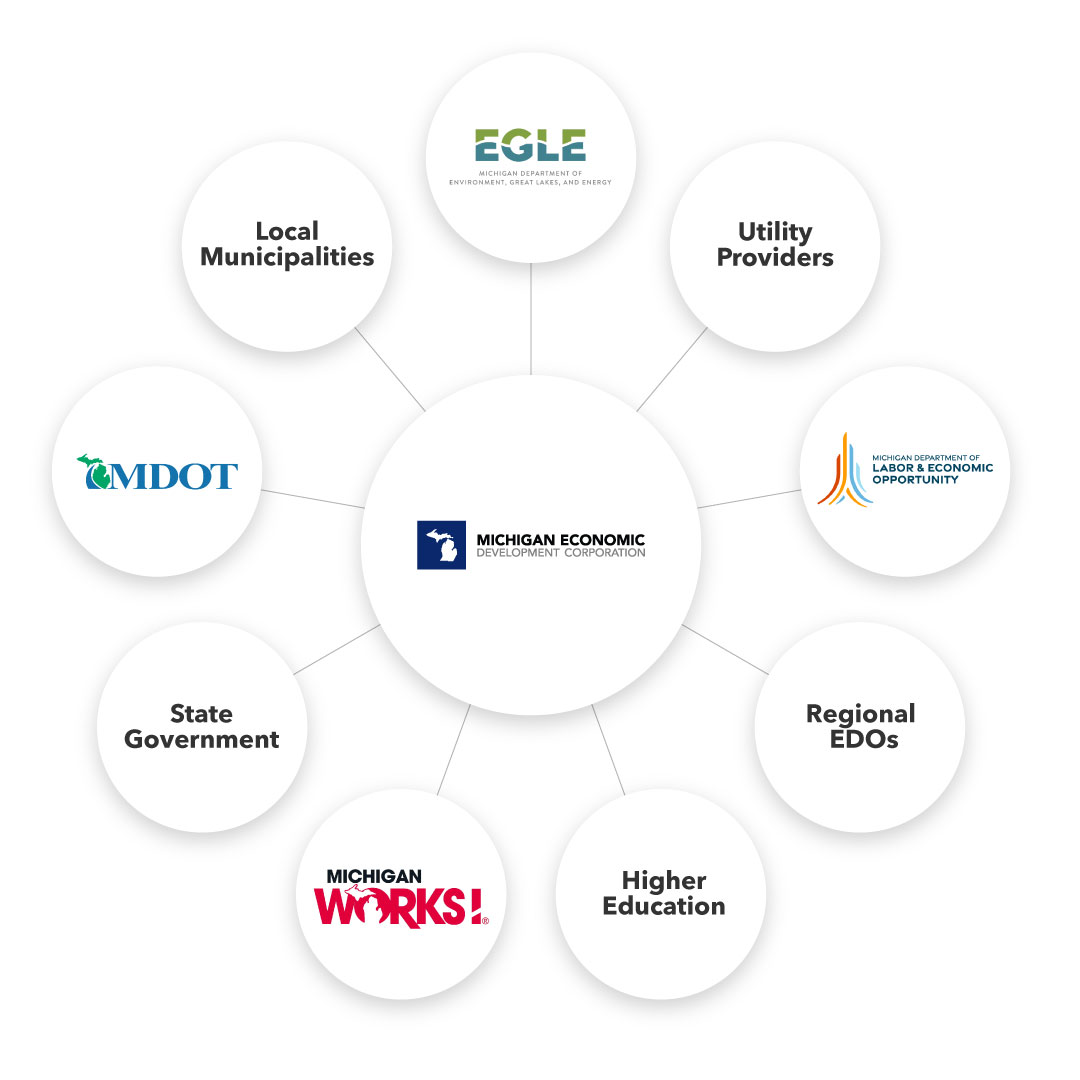 EGLE
MICHIGAN DEPARTMENT OF
ENVIRONMENT, GREAT LAKES, AND ENERGY
Local
Municipalities
Utility
Providers
MDOT
MICHIGAN DEPARTMENT OF
LABOR & ECONOMIC
OPPORTUNITY
MICHIGAN ECONOMIC
DEVELOPMENT CORPORATION
State
Government
Regional
EDOs
MICHIGAN
WORKS!®
Higher
Education